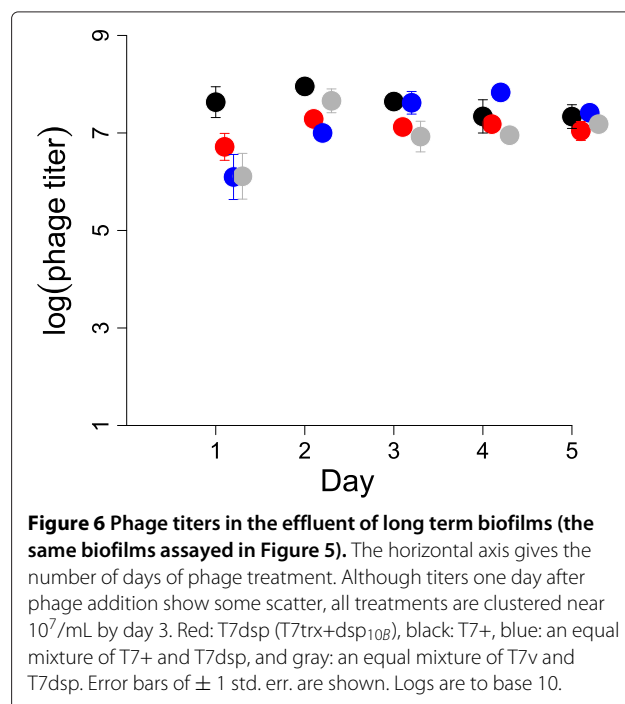 9
7
5
3
1
log(phage titer)
1 2 3 4 5
Day
Figure 6 Phage titers in the effluent of long term biofilms (the
same biofilms assayed in Figure 5). The horizontal axis gives the
number of days of phage treatment. Although titers one day after
phage addition show some scatter, all treatments are clustered near
10⁷/mL by day 3. Red: T7dsp (T7trx+dsp₁₀B), black: T7+, blue: an equal
mixture of T7+ and T7dsp, and gray: an equal mixture of T7v and
T7dsp. Error bars of ± 1 std. err. are shown. Logs are to base 10.